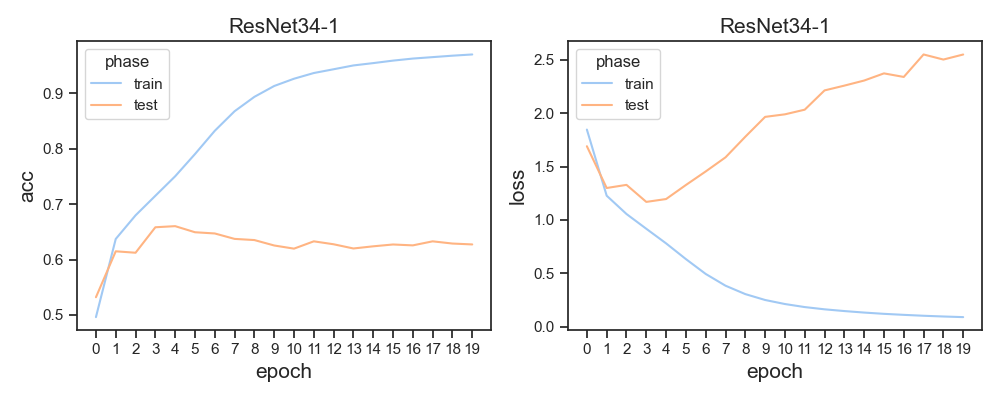 ResNet34-1
phase
train
test
acc
0.9
0.8
0.7
0.6
0.5
0 1 2 3 4 5 6 7 8 9 10 11 12 13 14 15 16 17 18 19
epoch
ResNet34-1
phase
train
test
loss
2.5
2.0
1.5
1.0
0.5
0.0
0 1 2 3 4 5 6 7 8 9 10 11 12 13 14 15 16 17 18 19
epoch